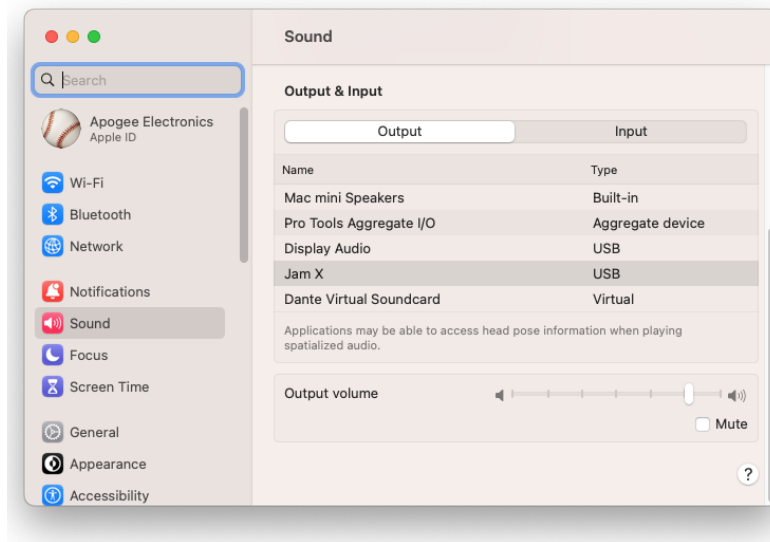 Sound
Search
Apogee Electronics
Apple ID
Wi-Fi
Bluetooth
Network
Notifications
Sound
Focus
Screen Time
General
Appearance
Accessibility
Output & Input
Output Input
Name Type
Mac mini Speakers Built-in
Pro Tools Aggregate I/O Aggregate device
Display Audio USB
Jam X USB
Dante Virtual Soundcard Virtual
Applications may be able to access head pose information when playing
spatialized audio.
Output volume
Mute
?